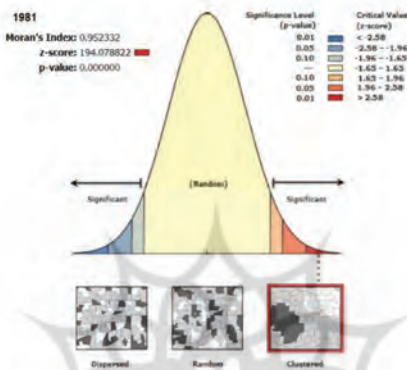 1981
Moran's Index: 0.952332
z-score: 194.078822
p-value: 0.000000
Significance Level
(p-value)
Critical Value
(z-score)
0.01 < -2.58
0.05 -2.58 - -1.96
0.10 -1.96 - -1.65
— -1.65 - 1.65
0.10 1.65 - 1.96
0.05 1.96 - 2.58
0.01 > 2.58
(Random)
Significant
Significant
Dispersed
Random
Clustered